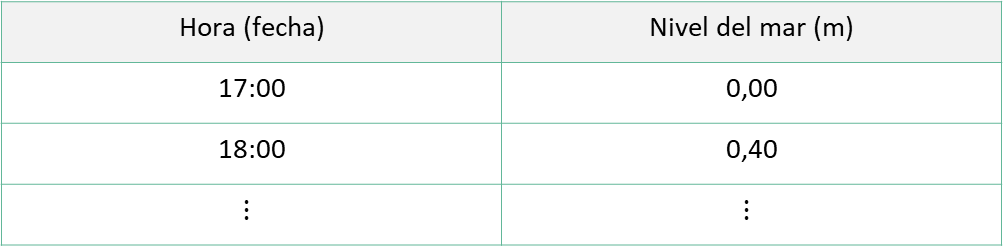 Hora (fecha) Nivel del mar (m)
17:00 0,00
18:00 0,40
⋮ ⋮